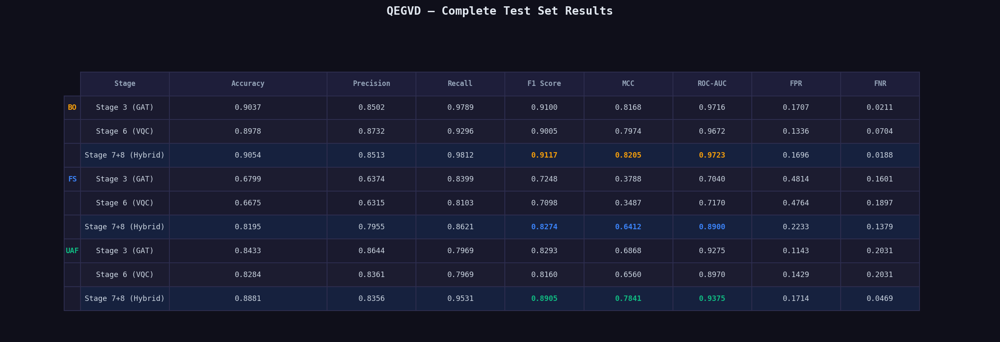 QEGVD — Complete Test Set Results
Stage Accuracy Precision Recall F1 Score MCC ROC-AUC FPR FNR
BO Stage 3 (GAT) 0.9037 0.8502 0.9789 0.9100 0.8168 0.9716 0.1707 0.0211
Stage 6 (VQC) 0.8978 0.8732 0.9296 0.9005 0.7974 0.9672 0.1336 0.0704
Stage 7+8 (Hybrid) 0.9054 0.8513 0.9812 0.9117 0.8205 0.9723 0.1696 0.0188
FS Stage 3 (GAT) 0.6799 0.6374 0.8399 0.7248 0.3788 0.7040 0.4814 0.1601
Stage 6 (VQC) 0.6675 0.6315 0.8103 0.7098 0.3487 0.7170 0.4764 0.1897
Stage 7+8 (Hybrid) 0.8195 0.7955 0.8621 0.8274 0.6412 0.8900 0.2233 0.1379
UAF Stage 3 (GAT) 0.8433 0.8644 0.7969 0.8293 0.6868 0.9275 0.1143 0.2031
Stage 6 (VQC) 0.8284 0.8361 0.7969 0.8160 0.6560 0.8970 0.1429 0.2031
Stage 7+8 (Hybrid) 0.8881 0.8356 0.9531 0.8905 0.7841 0.9375 0.1714 0.0469